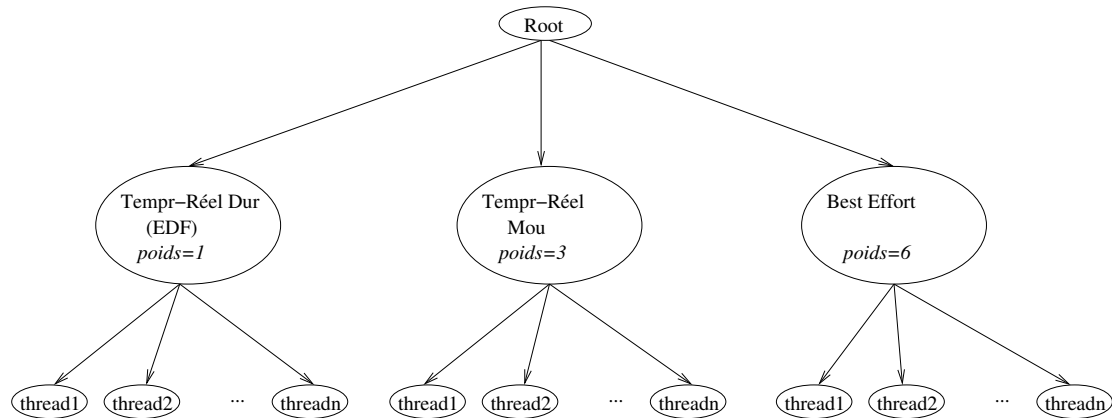 Root
Tempr−Réel Dur
(EDF)
poids=1
Tempr−Réel
Mou
poids=3
Best Effort
poids=6
thread1
thread2
...
threadn
thread1
thread2
...
threadn
thread1
thread2
...
threadn